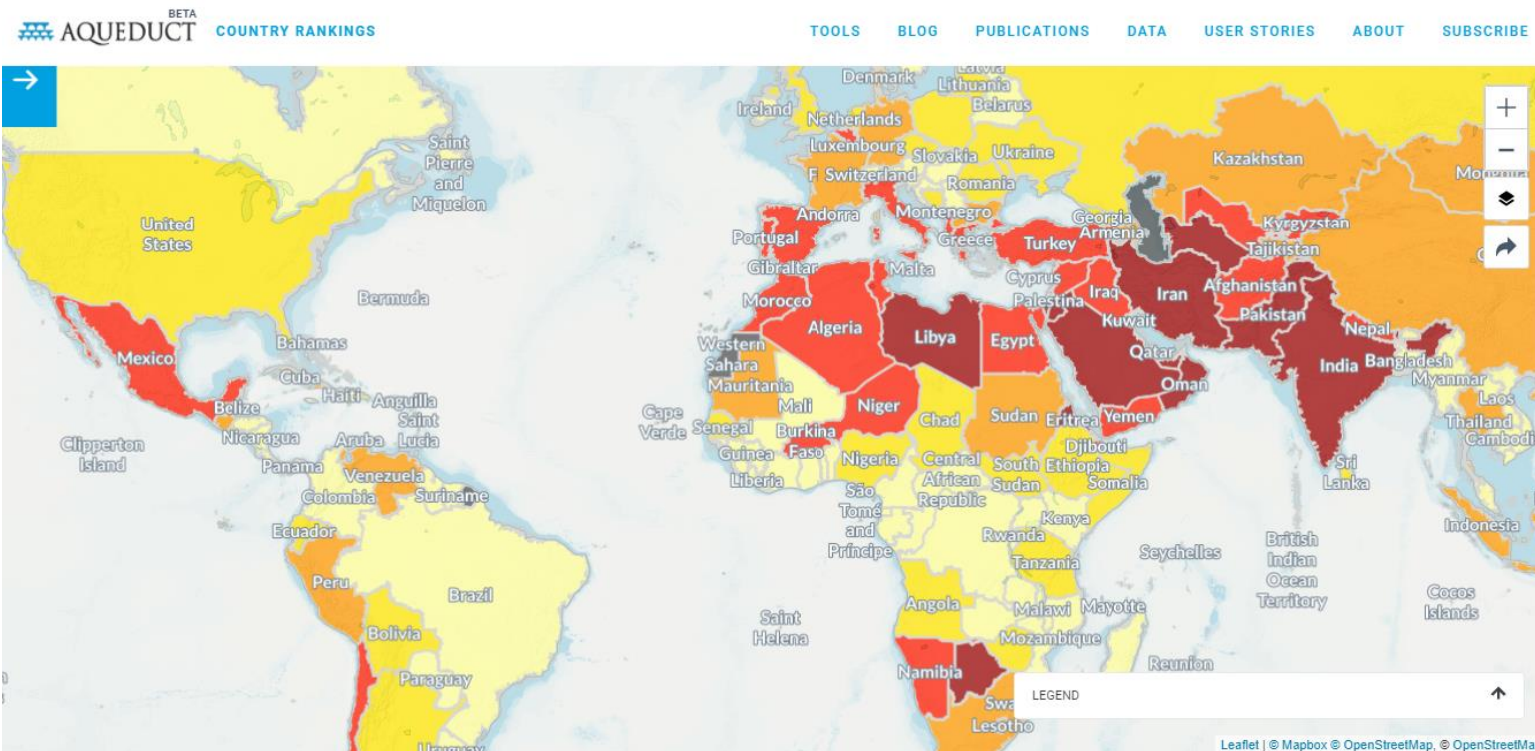 BETA
AQUEDUCT
COUNTRY RANKINGS
TOOLS
BLOG
PUBLICATIONS
DATA
USER STORIES
ABOUT
SUBSCRIBE
Denmark
Latvia
Lithuania
Belarus
Ireland
Netherlands
Luxembourg
Slovakia
Ukraine
Kazakhstan
F
Switzerland
Romania
Saint
Pierre
and
Miquelon
United
States
Andorra
Montenegro
Georgia
Armenia
Kyrgyzstan
Portugal
Greece
Turkey
Tajikistan
Gibraltar
Malta
Cyprus
Afghanistan
Bermuda
Morocco
Palestina
Iraq
Iran
Pakistan
Algeria
Libya
Egypt
Kuwait
Nepal
Bahamas
Western
Sahara
Qatar
India
Bangladesh
Mexico
Cuba
Mauritania
Oman
Myanmar
Haiti
Anguilla
Mali
Niger
Laos
Belize
Saint
Lucia
Cape
Verde
Senegal
Burkina
Faso
Chad
Sudan
Eritrea
Yemen
Thailand
Cambodi
Clipperton
Island
Nicaragua
Aruba
Guinea
Nigeria
Central
African
Republic
South
Sudan
Djibouti
Ethiopia
Somalia
Sri
Lanka
Panama
Venezuela
Colombia
Suriname
Liberia
São
Tomé
and
Príncipe
Kenya
Rwanda
Ecuador
Seychelles
British
Indian
Ocean
Territory
Indonesia
Peru
Brazil
Tanzania
Cocos
Islands
Bolivia
Saint
Helena
Angola
Malawi
Mayotte
Mozambique
Paraguay
Namibia
Reunion
Swa
Lesotho
Uruguay
LEGEND
Leaflet | © Mapbox © OpenStreetMap, © OpenStreetMa